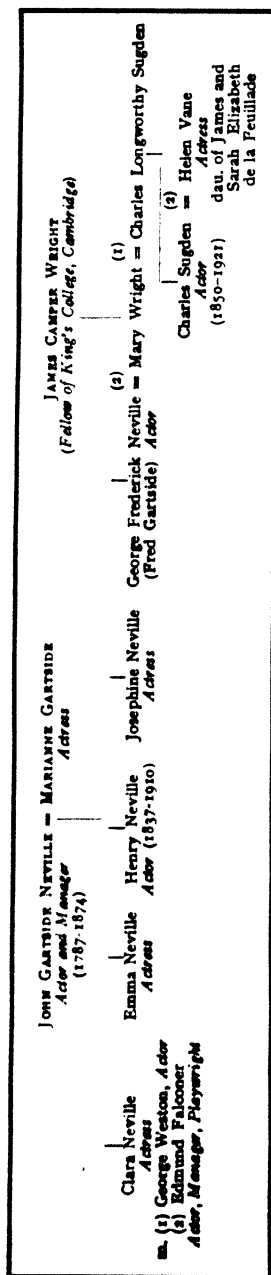 JOHN GARTSIDE NEVILLE = MARIANNE GARTSIDE
Actor and Manager
Actress
(1787-1874)
JAMES CAMPER WRIGHT
(Fellow of King's College, Cambridge)
Clara Neville
Actress
m. (1) George Weston, Actor
(2) Edmund Falconer
Actor, Manager, Playwright
Emma Neville
Actress
Henry Neville
Actor (1837-1910)
Josephine Neville
Actress
(2) (1)
George Frederick Neville = Mary Wright = Charles Longworthy Sugden
(Fred Gartside) Actor
(2)
Charles Sugden = Helen Vane
Actor
Actress
(1850-1921)
dau. of James and
Sarah Elizabeth
de la Feuillade